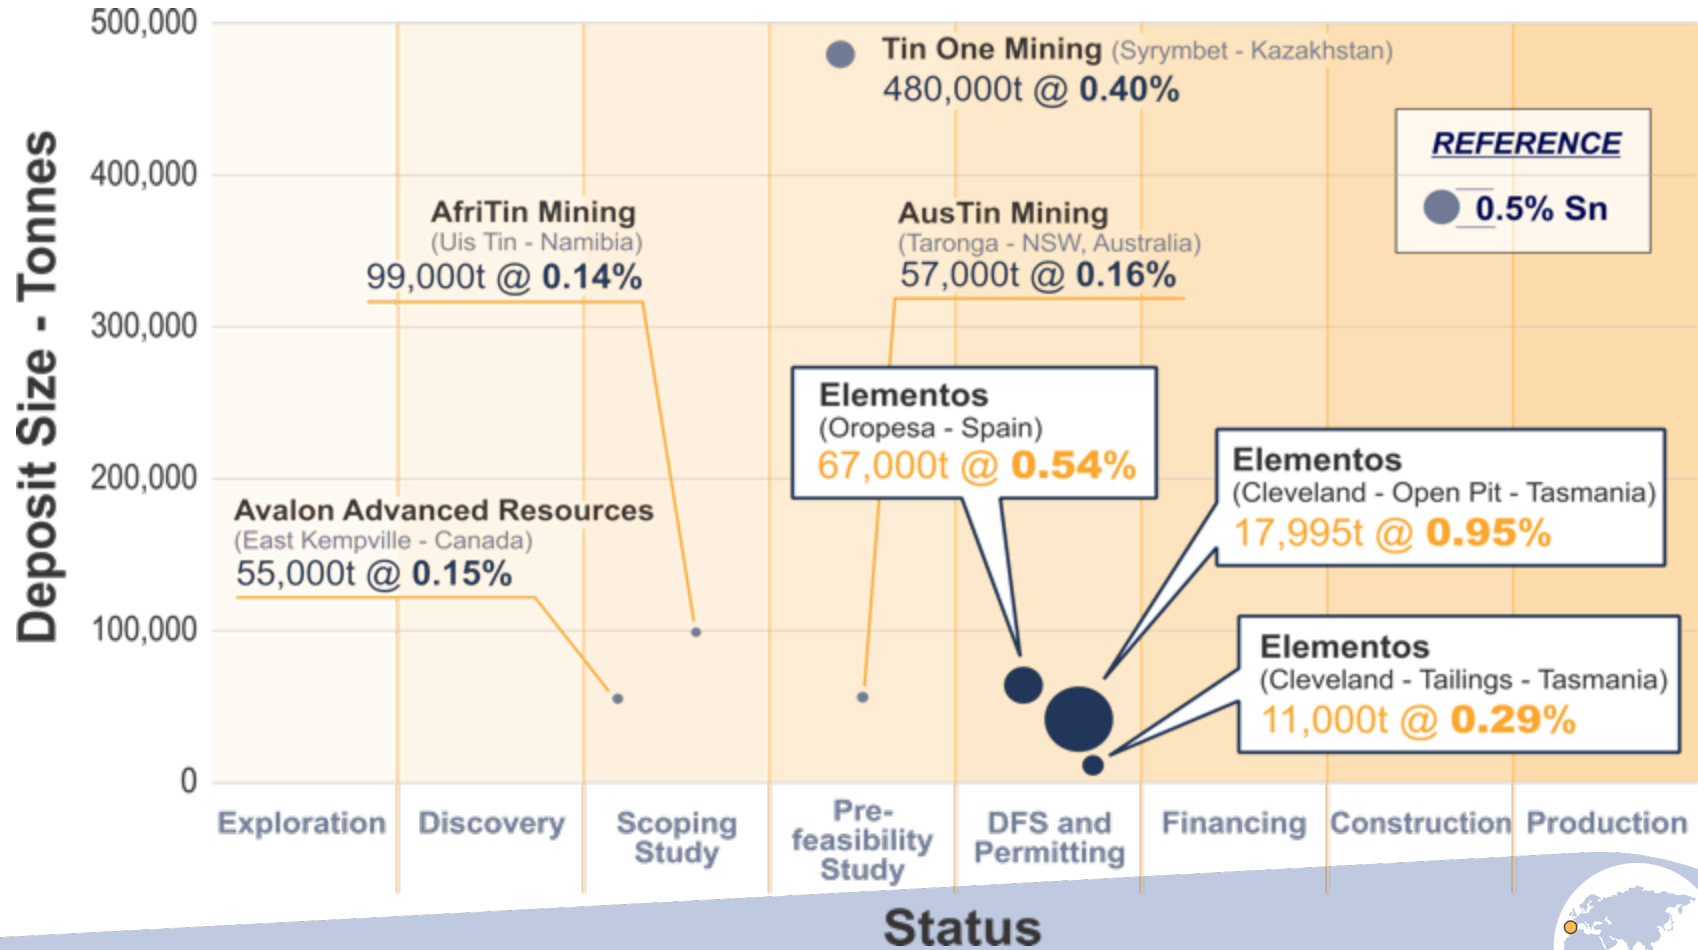 Deposit Size - Tonnes
500,000
400,000
300,000
200,000
100,000
0
Tin One Mining (Syrymbet - Kazakhstan)
480,000t @ 0.40%
REFERENCE
0.5% Sn
AfriTin Mining
(Uis Tin - Namibia)
99,000t @ 0.14%
AusTin Mining
(Taronga - NSW, Australia)
57,000t @ 0.16%
Elementos
(Oropesa - Spain)
67,000t @ 0.54%
Elementos
(Cleveland - Open Pit - Tasmania)
17,995t @ 0.95%
Avalon Advanced Resources
(East Kempville - Canada)
55,000t @ 0.15%
Elementos
(Cleveland - Tailings - Tasmania)
11,000t @ 0.29%
Exploration
Discovery
Scoping
Study
Pre-
feasibility
Study
DFS and
Permitting
Financing
Construction
Production
Status